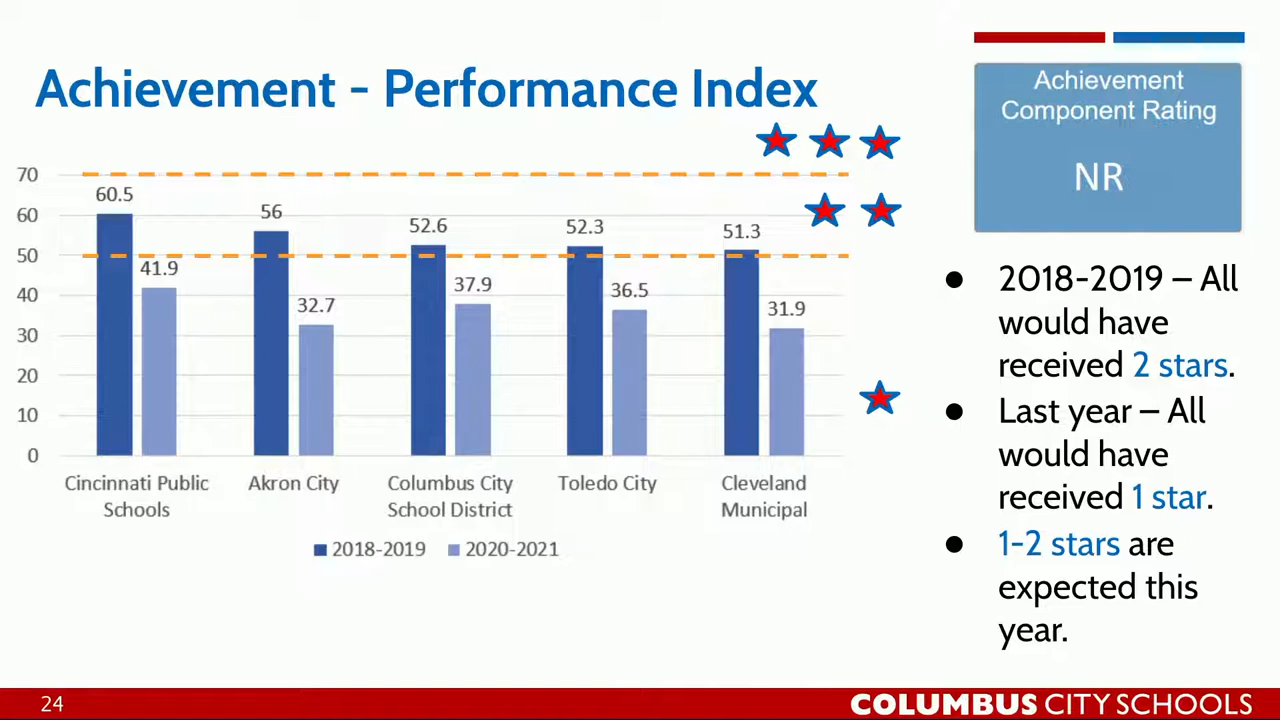 Achievement - Performance Index
Achievement
Component Rating
NR
70
60
50
40
30
20
10
0
60.5
41.9
56
32.7
52.6
37.9
52.3
36.5
51.3
31.9
Cincinnati Public
Schools
Akron City
Columbus City
School District
Toledo City
Cleveland
Municipal
2018-2019
2020-2021
● 2018-2019 – All
would have
received 2 stars.
● Last year – All
would have
received 1 star.
● 1-2 stars are
expected this
year.
24
COLUMBUS CITY SCHOOLS